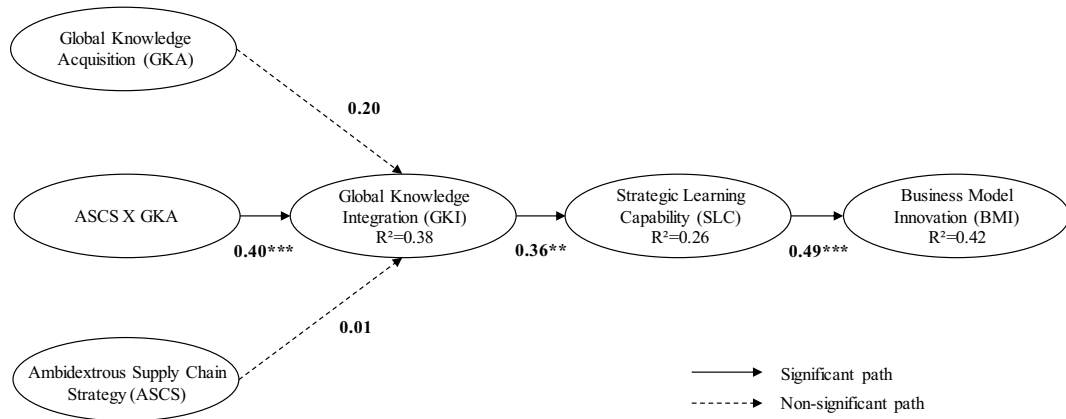 Global Knowledge
Acquisition (GKA)
0.20
ASCS X GKA
0.40***
Global Knowledge
Integration (GKI)
R²=0.38
0.36**
Strategic Learning
Capability (SLC)
R²=0.26
0.49***
Business Model
Innovation (BMI)
R²=0.42
0.01
Ambidextrous Supply Chain
Strategy (ASCS)
Significant path
Non-significant path